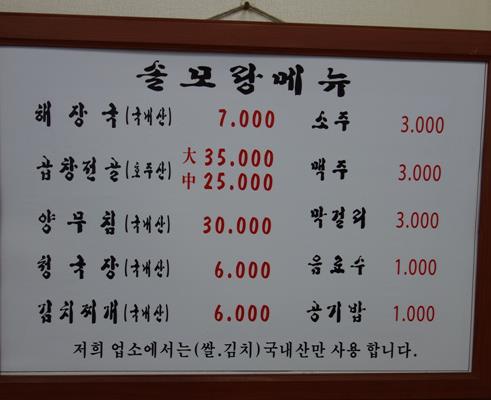 솔모랑메뉴
해장국(국내산) 7.000 소주 3.000
곱창전골(호주산) 大 35.000 맥주 3.000
中 25.000
양무침(국내산) 30.000 막걸리 3.000
청국장(국내산) 6.000 음료수 1.000
김치찌개(국내산) 6.000 공기밥 1.000
저희 업소에서는(쌀.김치)국내산만 사용 합니다.